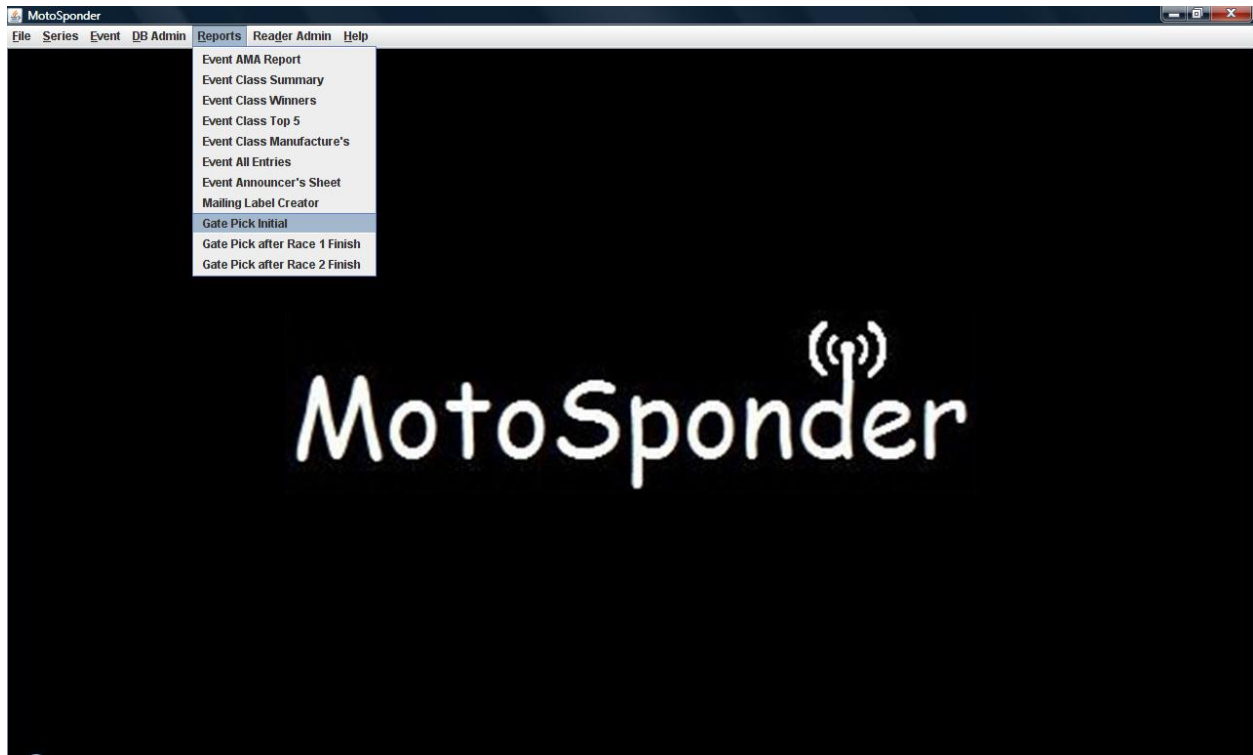 MotoSponder
File Series Event DB Admin Reports Reader Admin Help
Event AMA Report
Event Class Summary
Event Class Winners
Event Class Top 5
Event Class Manufacture's
Event All Entries
Event Announcer's Sheet
Mailing Label Creator
Gate Pick Initial
Gate Pick after Race 1 Finish
Gate Pick after Race 2 Finish
MotoSponder